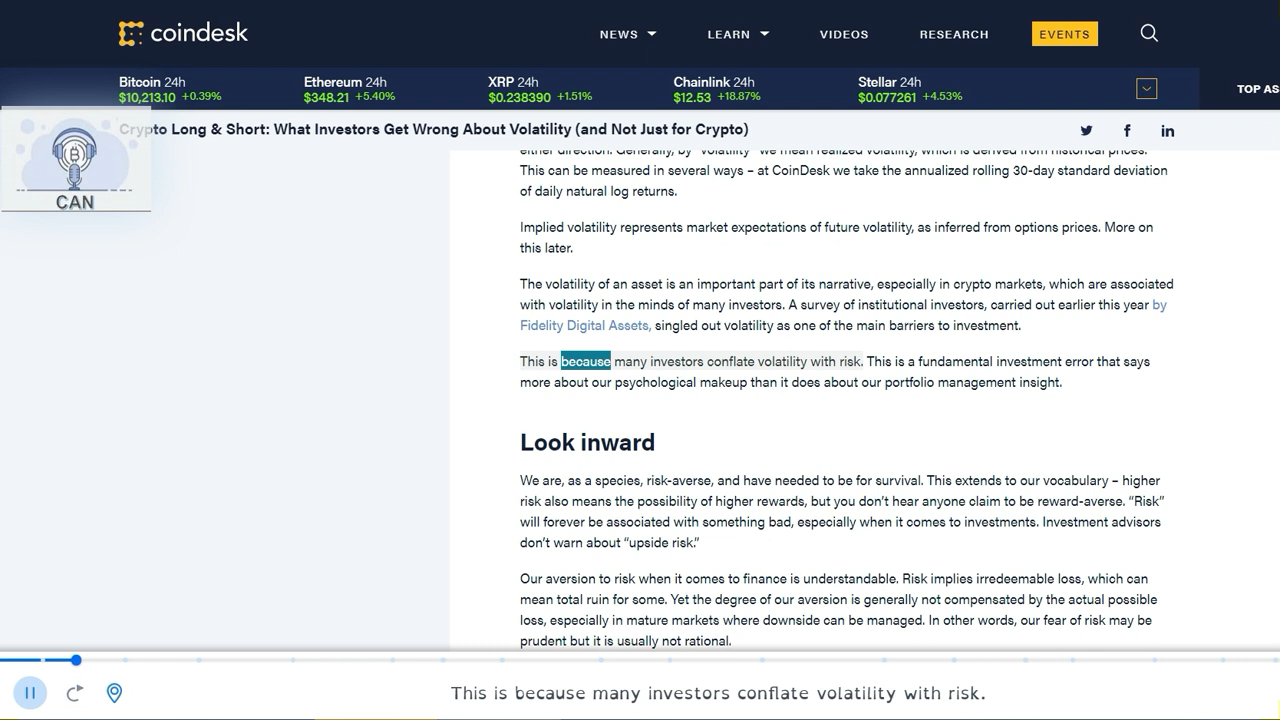 coindesk
NEWS
LEARN
VIDEOS
RESEARCH
EVENTS
Bitcoin 24h
$10,213.10 +0.39%
Ethereum 24h
$348.21 +5.40%
XRP 24h
$0.238390 +1.51%
Chainlink 24h
$12.53 +18.87%
Stellar 24h
$0.077261 +4.53%
TOP AS
Crypto Long & Short: What Investors Get Wrong About Volatility (and Not Just for Crypto)
CAN
either direction. Generally, by “volatility” we mean realized volatility, which is derived from historical prices.
This can be measured in several ways – at CoinDesk we take the annualized rolling 30-day standard deviation
of daily natural log returns.
Implied volatility represents market expectations of future volatility, as inferred from options prices. More on
this later.
The volatility of an asset is an important part of its narrative, especially in crypto markets, which are associated
with volatility in the minds of many investors. A survey of institutional investors, carried out earlier this year by
Fidelity Digital Assets, singled out volatility as one of the main barriers to investment.
This is because many investors conflate volatility with risk. This is a fundamental investment error that says
more about our psychological makeup than it does about our portfolio management insight.
Look inward
We are, as a species, risk-averse, and have needed to be for survival. This extends to our vocabulary – higher
risk also means the possibility of higher rewards, but you don’t hear anyone claim to be reward-averse. “Risk”
will forever be associated with something bad, especially when it comes to investments. Investment advisors
don’t warn about “upside risk.”
Our aversion to risk when it comes to finance is understandable. Risk implies irredeemable loss, which can
mean total ruin for some. Yet the degree of our aversion is generally not compensated by the actual possible
loss, especially in mature markets where downside can be managed. In other words, our fear of risk may be
prudent but it is usually not rational.
This is because many investors conflate volatility with risk.